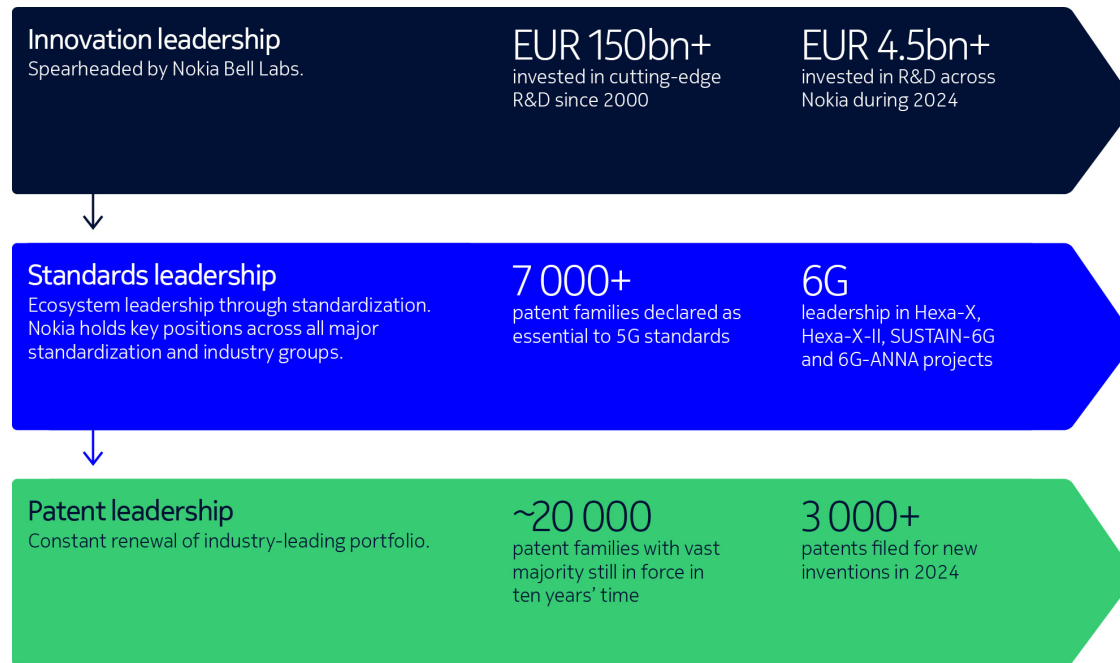 Innovation leadership
Spearheaded by Nokia Bell Labs.
EUR 150bn+
invested in cutting-edge
R&D since 2000
EUR 4.5bn+
invested in R&D across
Nokia during 2024
Standards leadership
Ecosystem leadership through standardization.
Nokia holds key positions across all major
standardization and industry groups.
7 000+
patent families declared as
essential to 5G standards
6G
leadership in Hexa-X,
Hexa-X-II, SUSTAIN-6G
and 6G-ANNA projects
Patent leadership
Constant renewal of industry-leading portfolio.
~20 000
patent families with vast
majority still in force in
ten years’ time
3 000+
patents filed for new
inventions in 2024